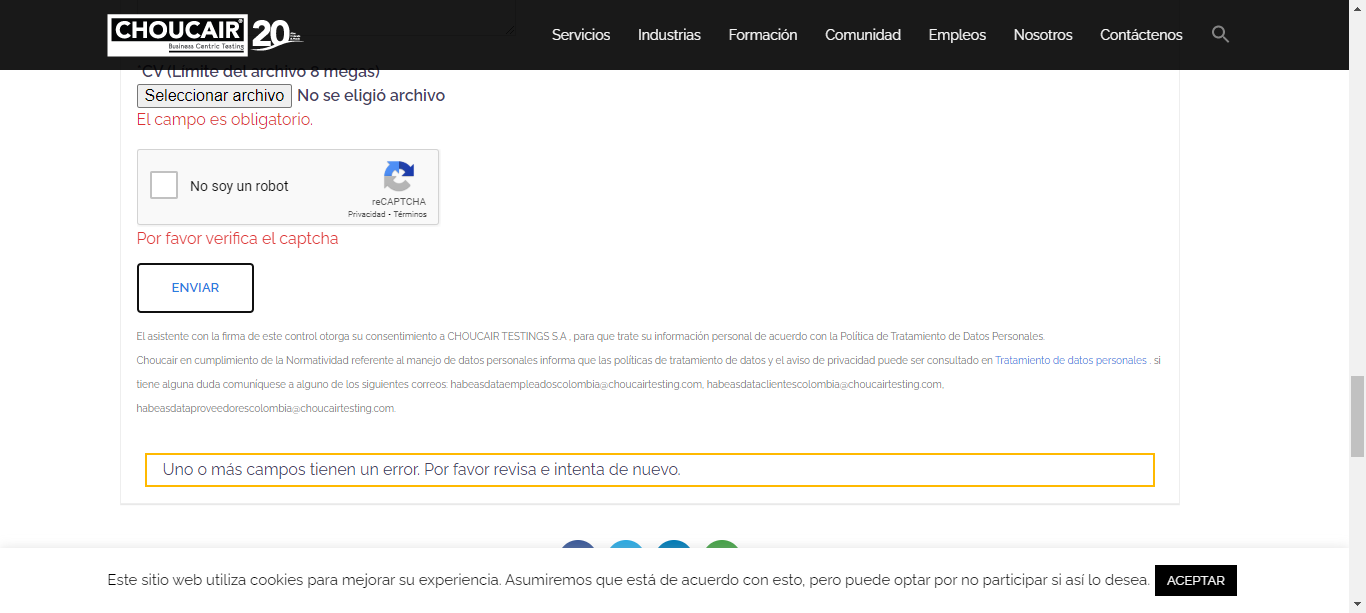 CHOUCAIR
Business Centric Testing
20
Servicios Industrias Formación Comunidad Empleos Nosotros Contáctenos
*CV (Limite del archivo 8 megas)
Seleccionar archivo No se eligió archivo
El campo es obligatorio.
No soy un robot
reCAPTCHA
Privacidad - Términos
Por favor verifica el captcha
ENVIAR
El asistente con la firma de este control otorga su consentimiento a CHOUCAIR TESTINGS S.A , para que trate su información personal de acuerdo con la Política de Tratamiento de Datos Personales.
Choucair en cumplimiento de la Normatividad referente al manejo de datos personales informa que las políticas de tratamiento de datos y el aviso de privacidad puede ser consultado en Tratamiento de datos personales . si
tiene alguna duda comuníquese a alguno de los siguientes correos: habeasdataempleadoscolombia@choucairtesting.com, habeasdataclientescolombia@choucairtesting.com,
habeasdataproveedorescolombia@choucairtesting.com.
Uno o más campos tienen un error. Por favor revisa e intenta de nuevo.
Este sitio web utiliza cookies para mejorar su experiencia. Asumiremos que está de acuerdo con esto, pero puede optar por no participar si así lo desea. ACEPTAR